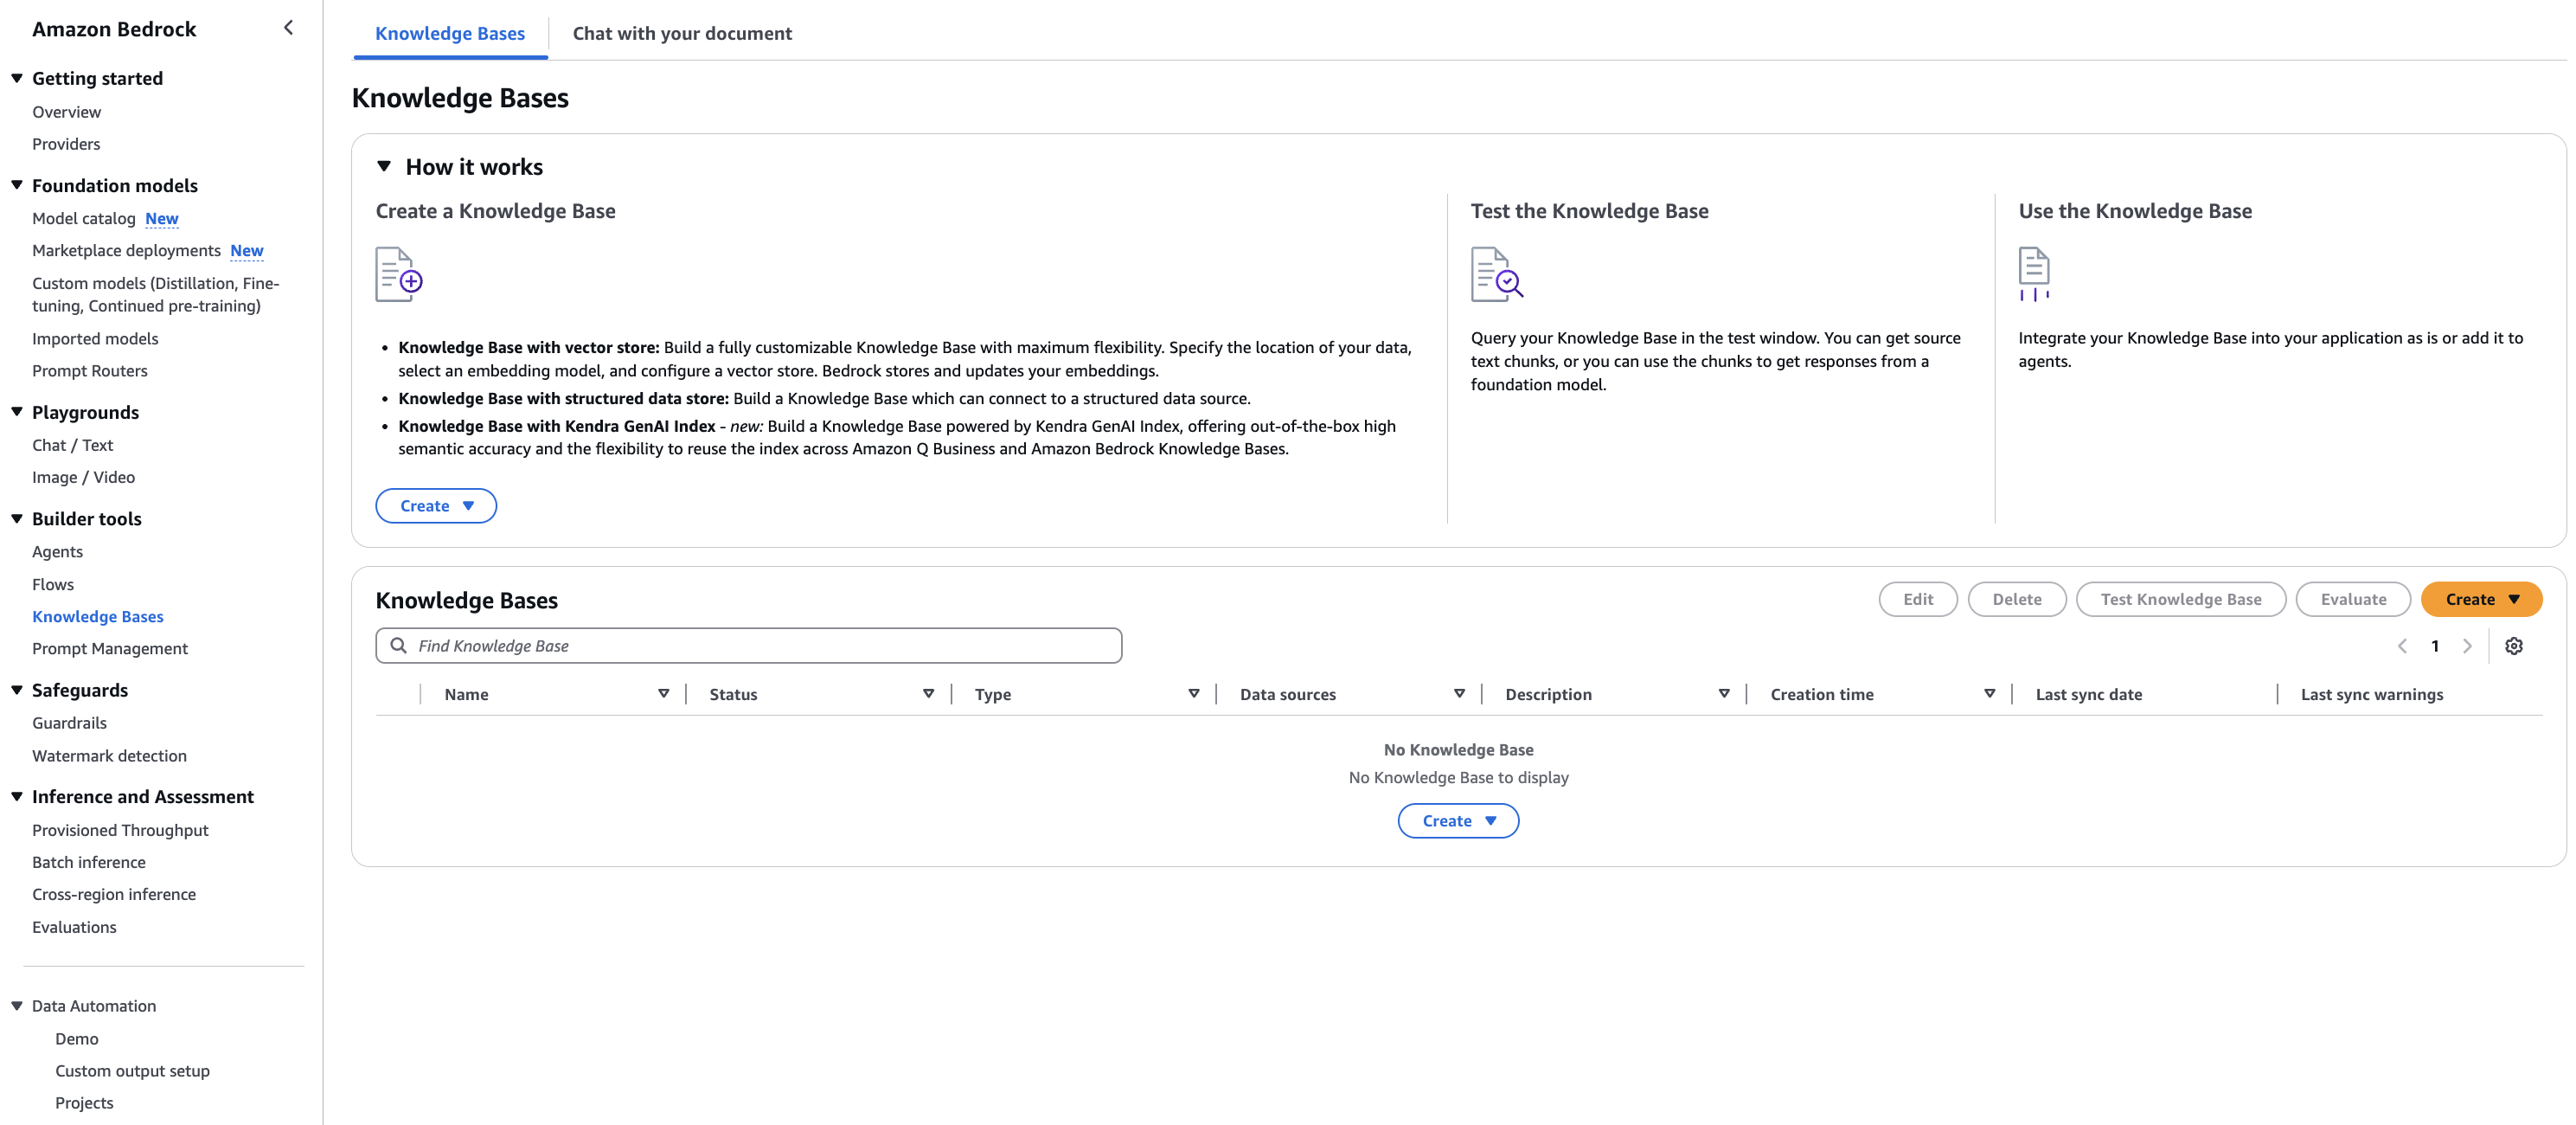 Amazon Bedrock
Getting started
Overview
Providers
Foundation models
Model catalog New
Marketplace deployments New
Custom models (Distillation, Fine-
tuning, Continued pre-training)
Imported models
Prompt Routers
Playgrounds
Chat / Text
Image / Video
Builder tools
Agents
Flows
Knowledge Bases
Prompt Management
Safeguards
Guardrails
Watermark detection
Inference and Assessment
Provisioned Throughput
Batch inference
Cross-region inference
Evaluations
Data Automation
Demo
Custom output setup
Projects
Knowledge Bases
Chat with your document
Knowledge Bases
How it works
Create a Knowledge Base
• Knowledge Base with vector store: Build a fully customizable Knowledge Base with maximum flexibility. Specify the location of your data,
select an embedding model, and configure a vector store. Bedrock stores and updates your embeddings.
• Knowledge Base with structured data store: Build a Knowledge Base which can connect to a structured data source.
• Knowledge Base with Kendra GenAI Index - new: Build a Knowledge Base powered by Kendra GenAI Index, offering out-of-the-box high
semantic accuracy and the flexibility to reuse the index across Amazon Q Business and Amazon Bedrock Knowledge Bases.
Create
Test the Knowledge Base
Query your Knowledge Base in the test window. You can get source
text chunks, or you can use the chunks to get responses from a
foundation model.
Use the Knowledge Base
Integrate your Knowledge Base into your application as is or add it to
agents.
Knowledge Bases
Edit
Delete
Test Knowledge Base
Evaluate
Create
Find Knowledge Base
1
Name
Status
Type
Data sources
Description
Creation time
Last sync date
Last sync warnings
No Knowledge Base
No Knowledge Base to display
Create